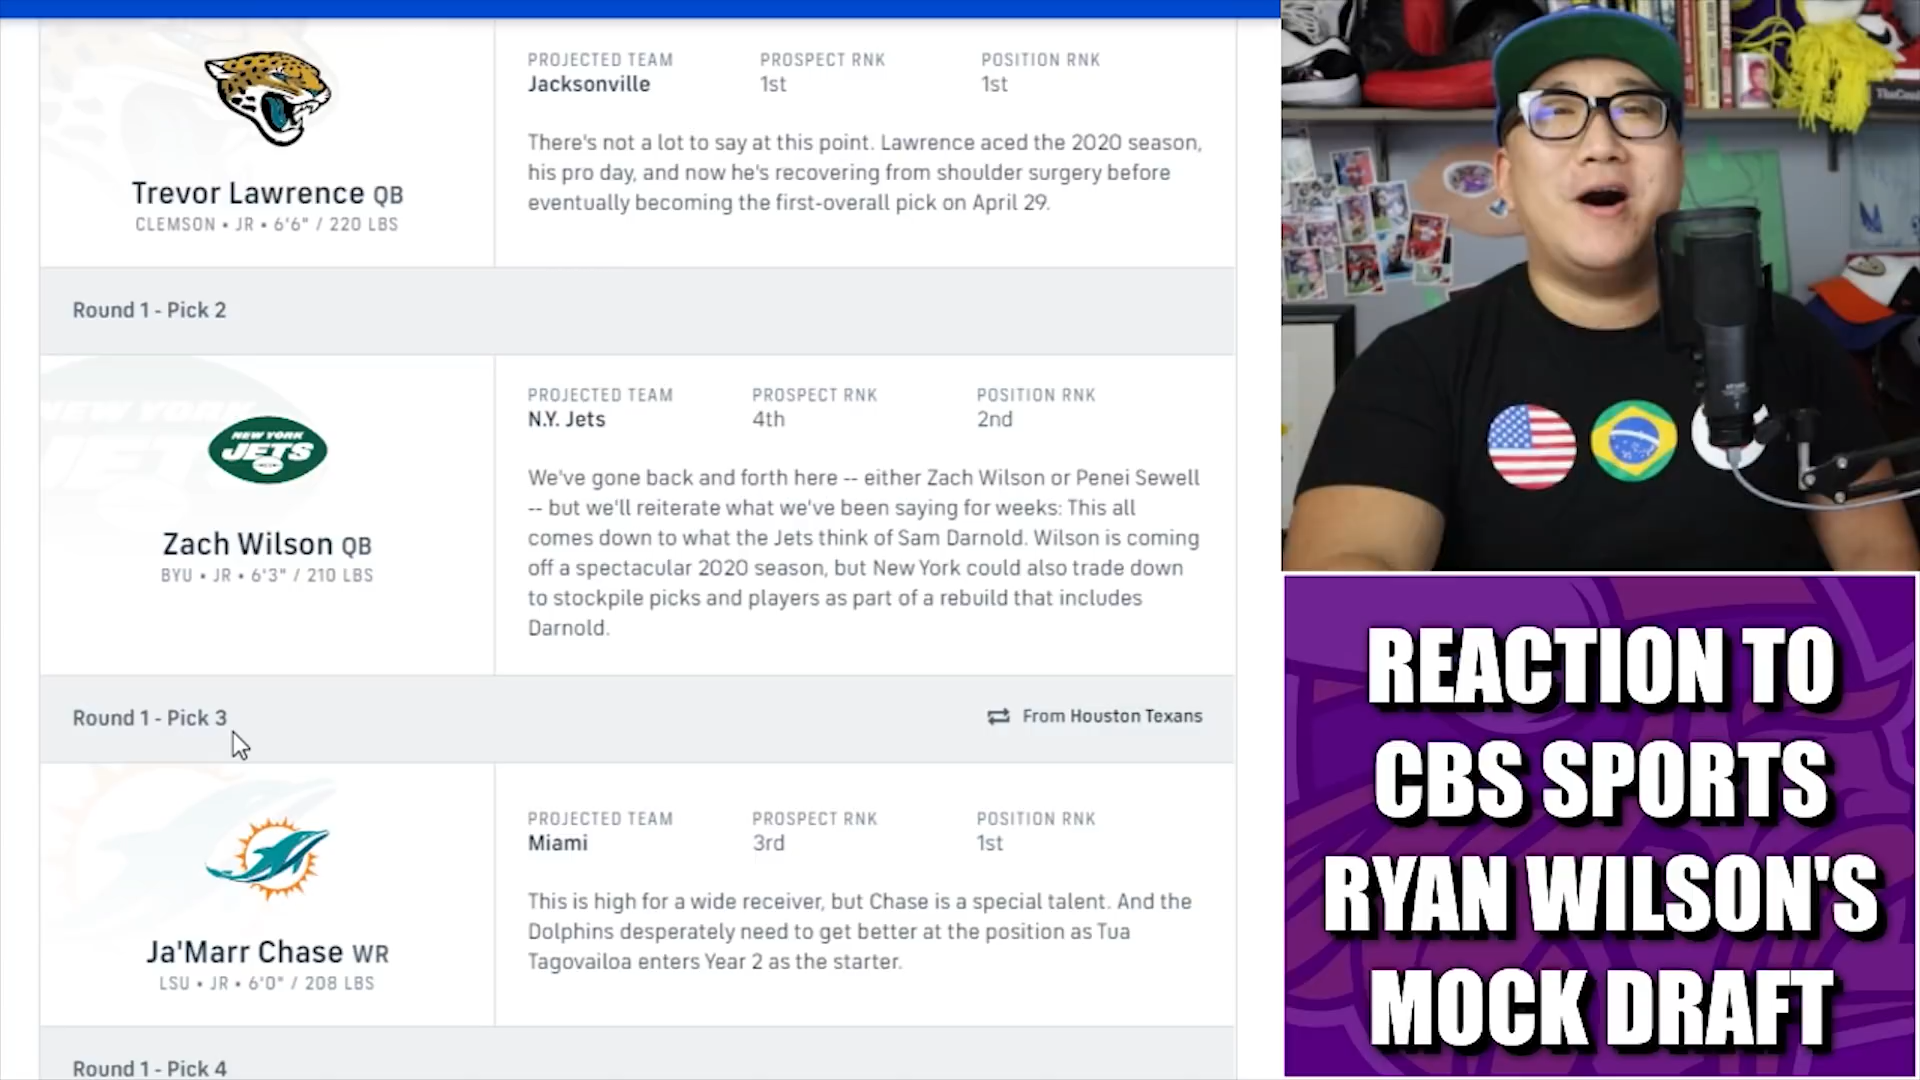 PROJECTED TEAM PROSPECT RNK POSITION RNK
Jacksonville 1st 1st
There's not a lot to say at this point. Lawrence aced the 2020 season,
his pro day, and now he's recovering from shoulder surgery before
eventually becoming the first-overall pick on April 29.
Trevor Lawrence QB
CLEMSON • JR • 6'6" / 220 LBS
Round 1 - Pick 2
NEW YORK
JETS
NEW YORK
JETS
Zach Wilson QB
BYU • JR • 6'3" / 210 LBS
PROJECTED TEAM PROSPECT RNK POSITION RNK
N.Y. Jets 4th 2nd
We've gone back and forth here -- either Zach Wilson or Penei Sewell
-- but we'll reiterate what we've been saying for weeks: This all
comes down to what the Jets think of Sam Darnold. Wilson is coming
off a spectacular 2020 season, but New York could also trade down
to stockpile picks and players as part of a rebuild that includes
Darnold.
Round 1 - Pick 3 From Houston Texans
PROJECTED TEAM PROSPECT RNK POSITION RNK
Miami 3rd 1st
This is high for a wide receiver, but Chase is a special talent. And the
Dolphins desperately need to get better at the position as Tua
Tagovailoa enters Year 2 as the starter.
Ja'Marr Chase WR
LSU • JR • 6'0" / 208 LBS
Round 1 - Pick 4
REACTION TO
CBS SPORTS
RYAN WILSON'S
MOCK DRAFT